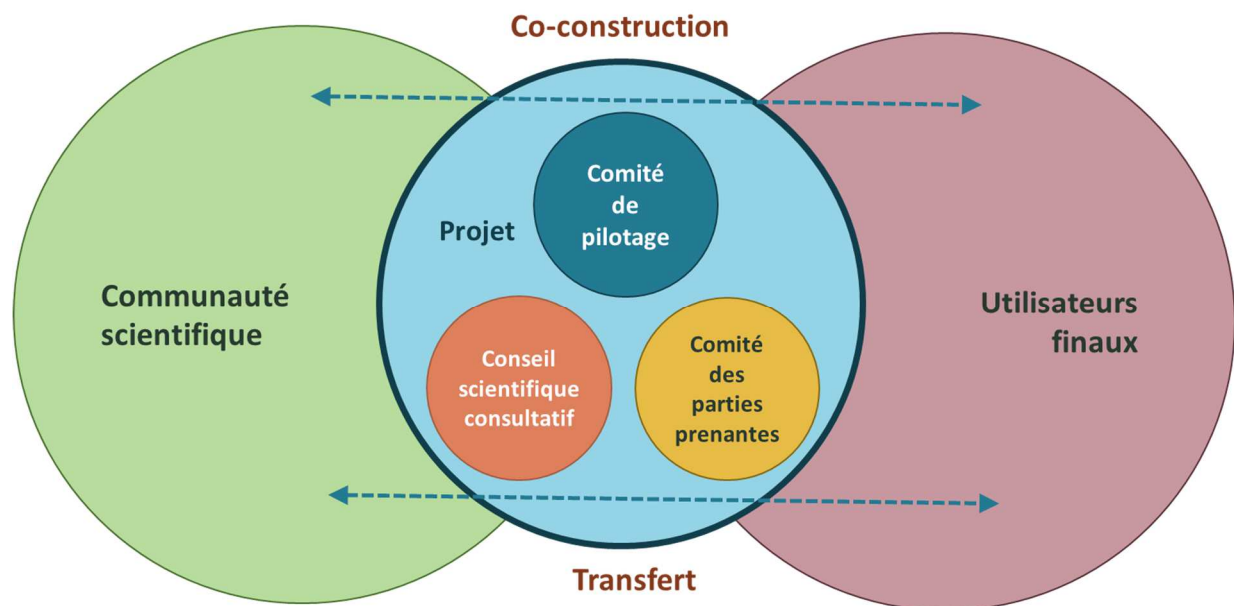 Co-construction
Comité
de
pilotage
Projet
Communauté
scientifique
Utilisateurs
finaux
Conseil
scientifique
consultatif
Comité
des
parties
prenantes
Transfert